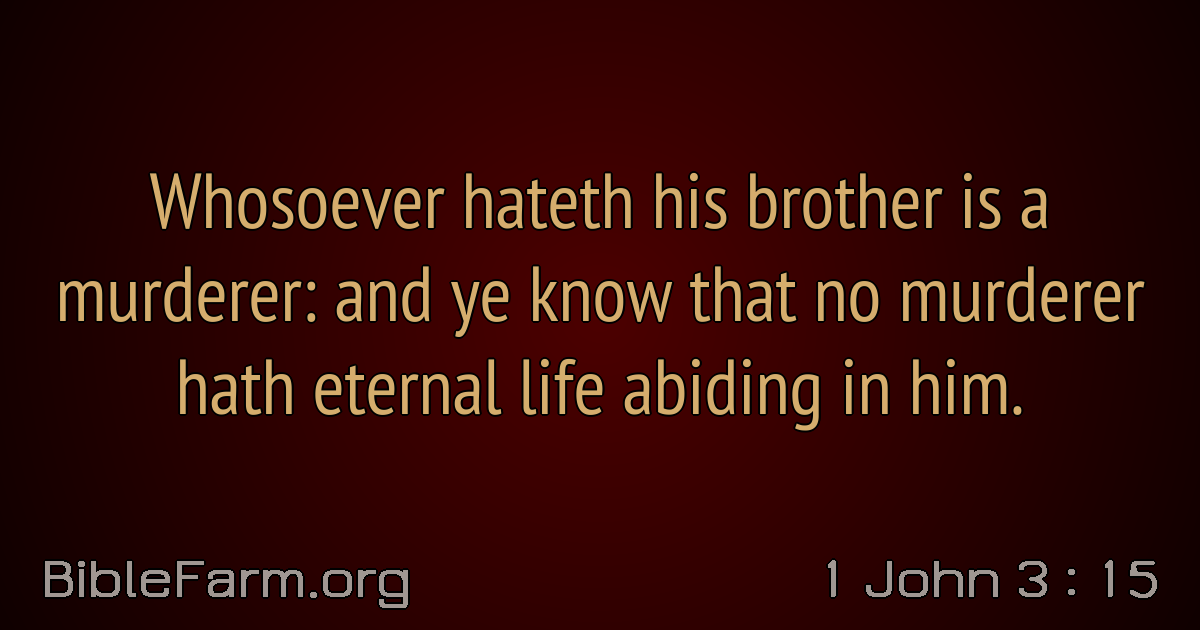 Whosoever hateth his brother is a
murderer: and ye know that no murderer
hath eternal life abiding in him.
BibleFarm.org
1 John 3 : 15